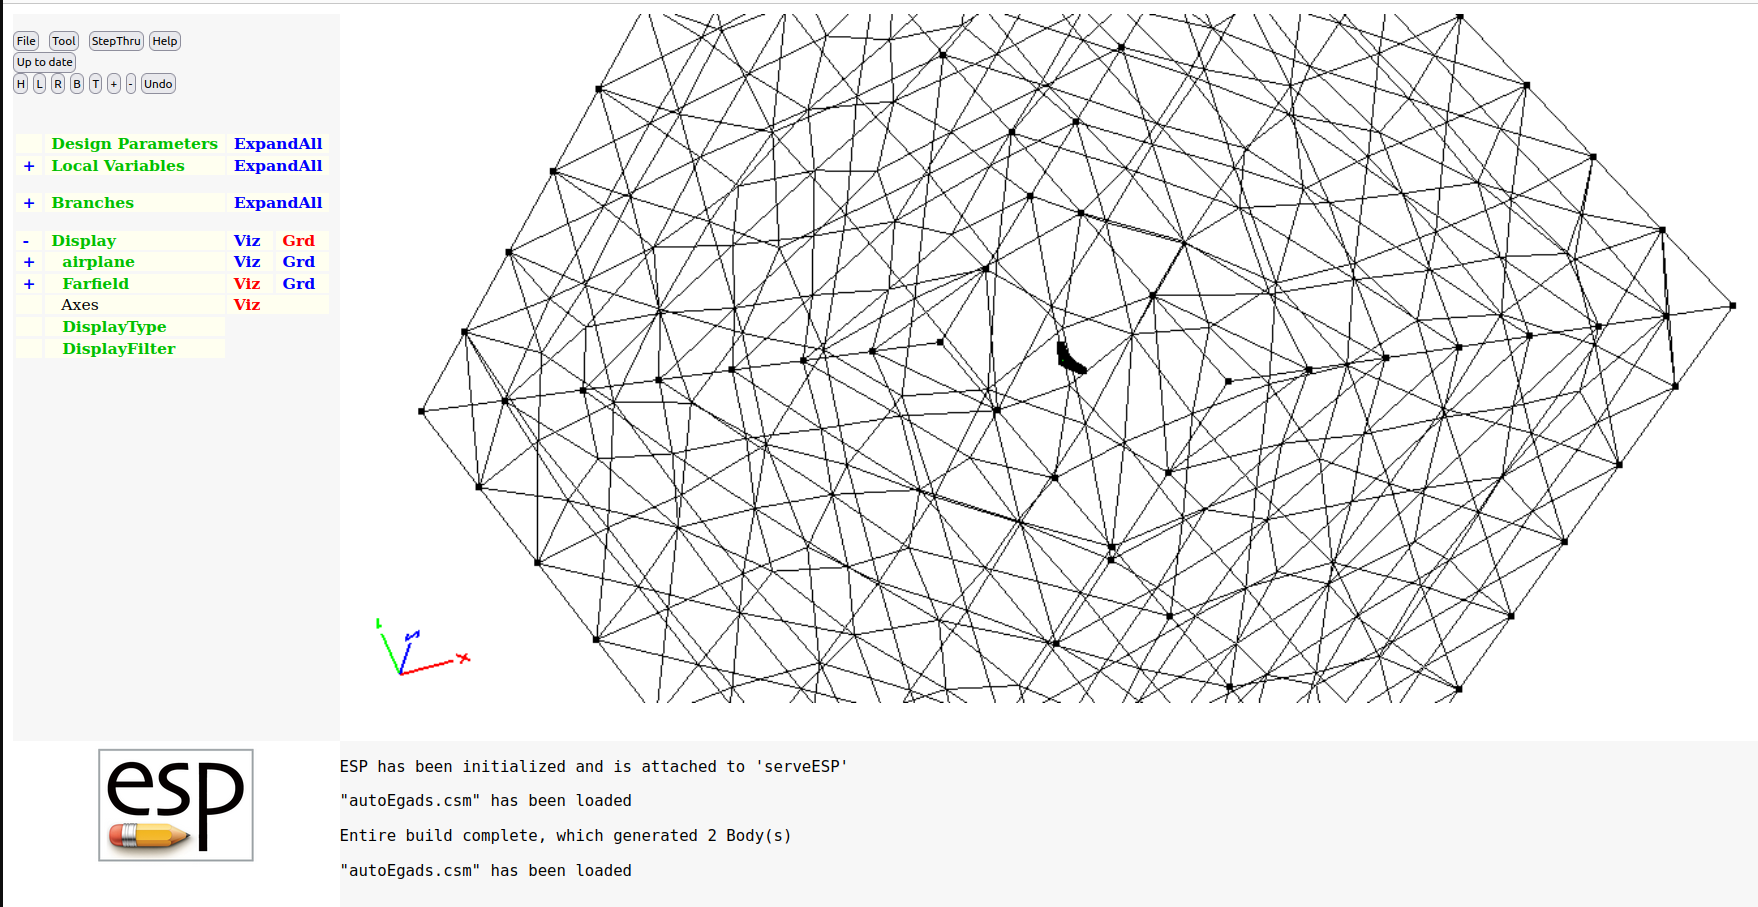 File Tool StepThru Help
Up to date
H L R B T + - Undo
Design Parameters ExpandAll
+ Local Variables ExpandAll
+ Branches ExpandAll
- Display Viz Grd
+ airplane Viz Grd
+ Farfield Viz Grd
Axes Viz
DisplayType
DisplayFilter
x
esp
ESP has been initialized and is attached to 'serveESP'
"autoEgads.csm" has been loaded
Entire build complete, which generated 2 Body(s)
"autoEgads.csm" has been loaded